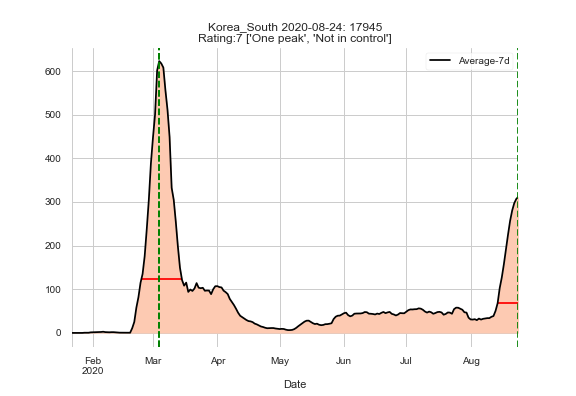 Korea_South 2020-08-24: 17945
Rating:7 ['One peak', 'Not in control']
Average-7d
600
500
400
300
200
100
0
Feb
2020
Mar
Apr
May
Jun
Jul
Aug
Date